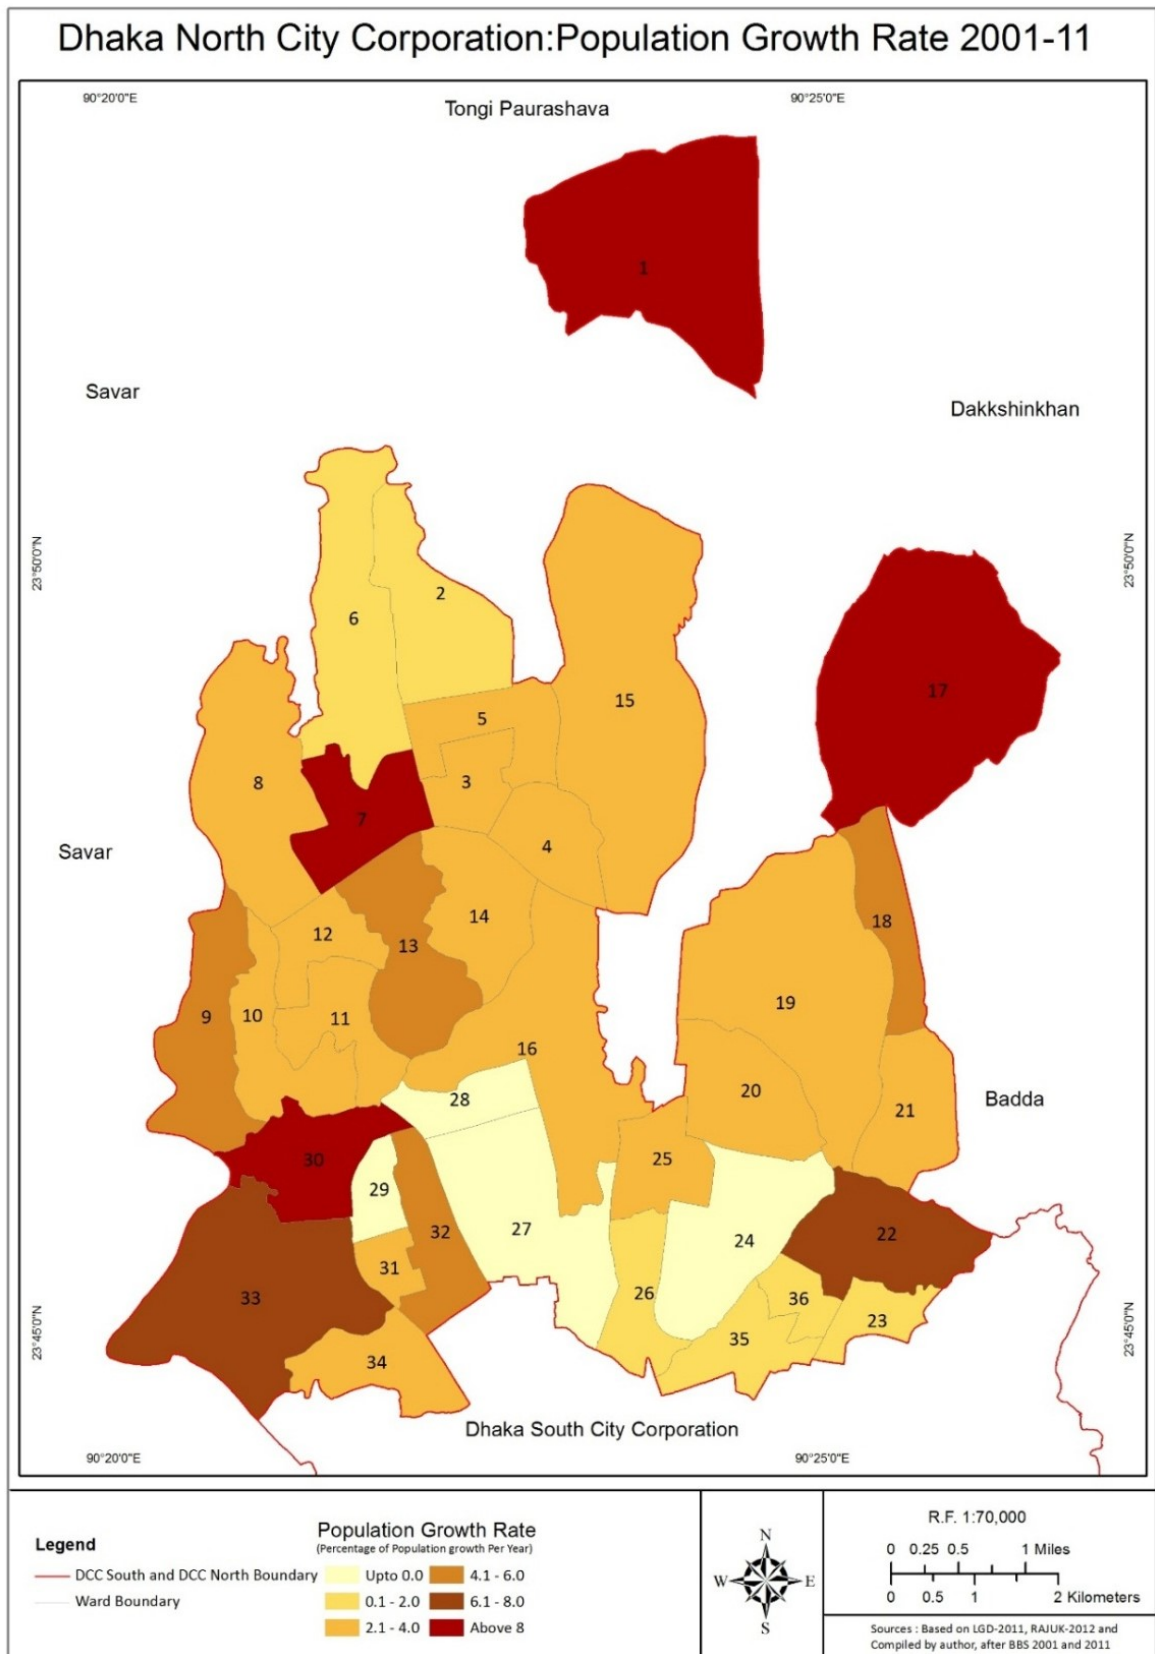 Dhaka North City Corporation:Population Growth Rate 2001-11
90°20'0"E
90°25'0"E
Tongi Paurashava
1
Savar
Dakkshinkhan
23°50'0"N
23°50'0"N
2
6
17
15
5
8
3
7
4
Savar
14
18
12
13
19
9
10
11
16
20
28
Badda
21
25
30
29
27
32
24
22
31
26
33
36
23
35
23°45'0"N
23°45'0"N
34
Dhaka South City Corporation
90°20'0"E
90°25'0"E
Legend
DCC South and DCC North Boundary
Ward Boundary
Population Growth Rate
(Percentage of Population growth Per Year)
Upto 0.0
4.1 - 6.0
0.1 - 2.0
6.1 - 8.0
2.1 - 4.0
Above 8
N
W
E
S
R.F. 1:70,000
0 0.25 0.5 1 Miles
0 0.5 1 2 Kilometers
Sources : Based on LGD-2011, RAJUK-2012 and
Compiled by author, after BBS 2001 and 2011